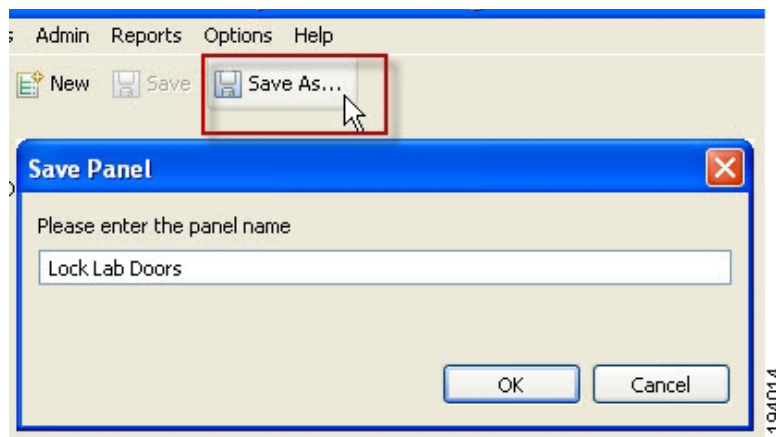 Admin Reports Options Help
New Save Save As...
Save Panel
Please enter the panel name
Lock Lab Doors
OK Cancel
194014